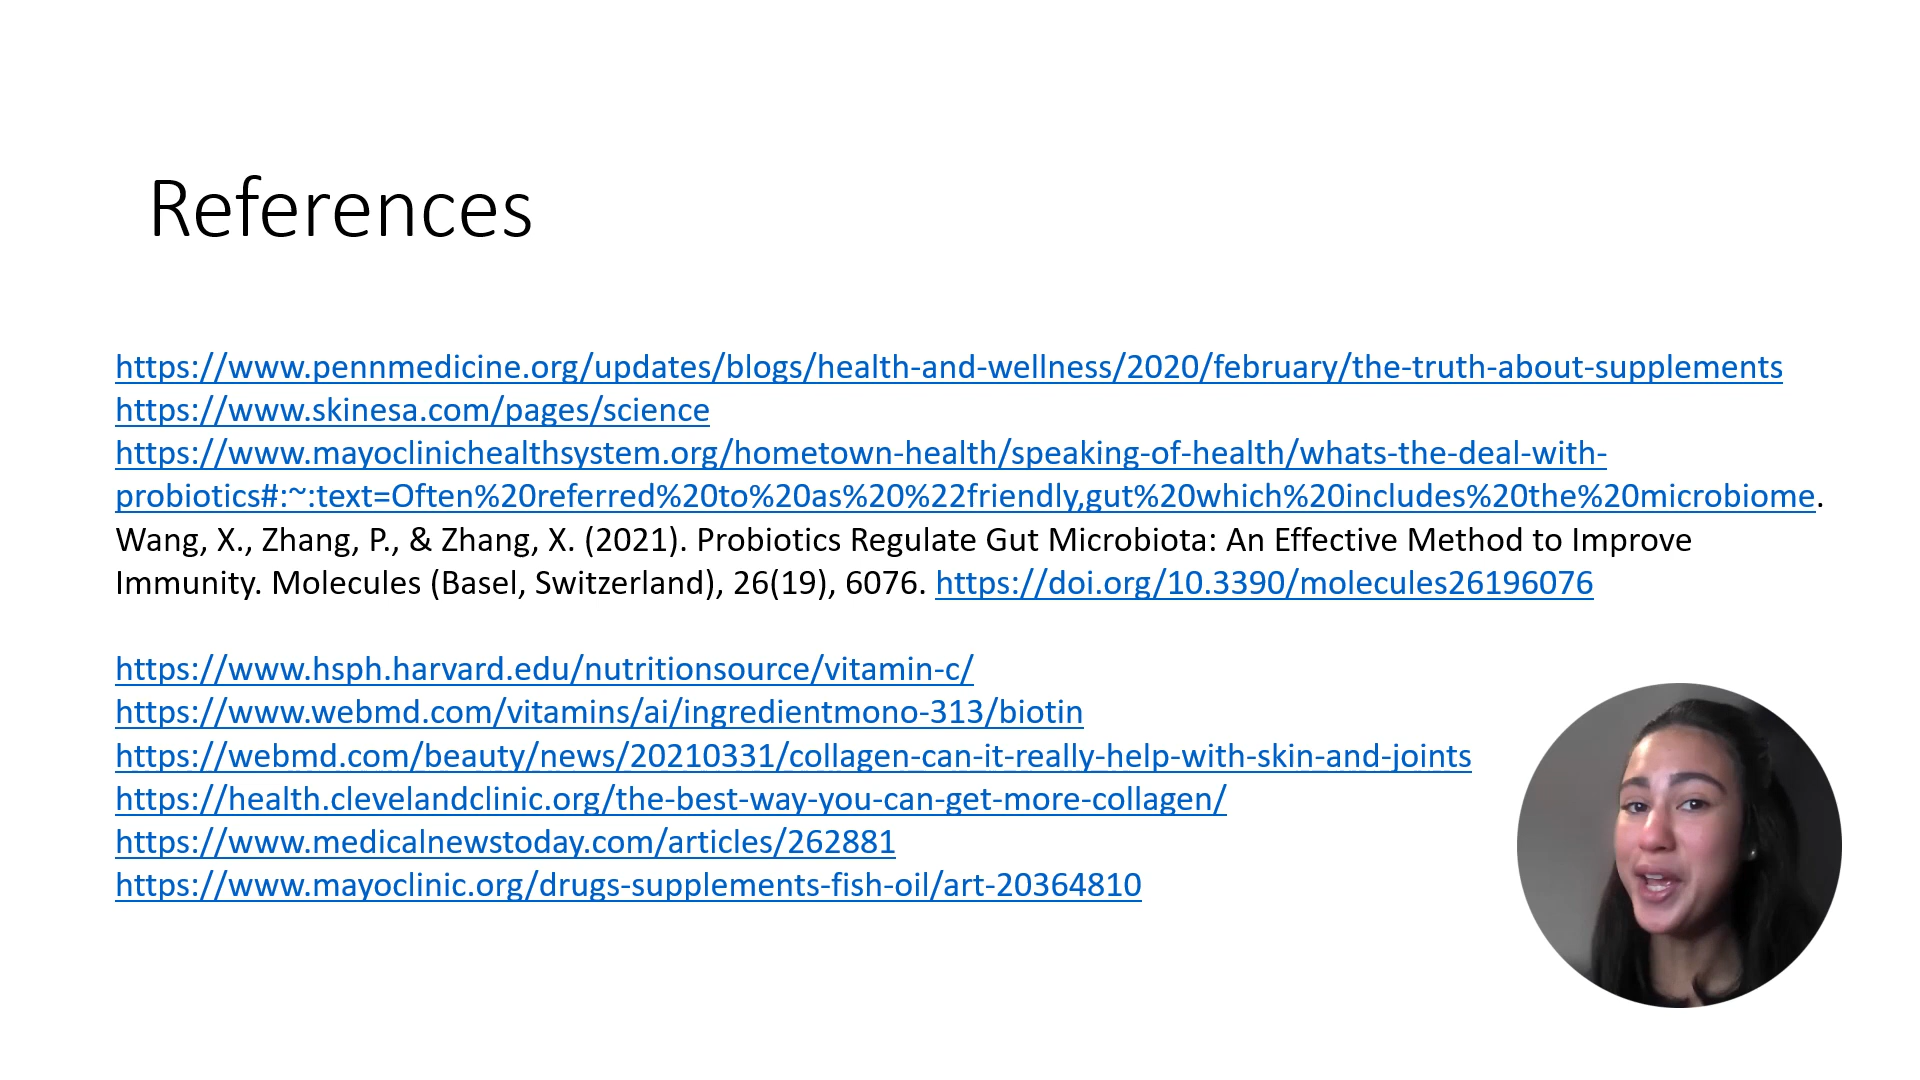 References
https://www.pennmedicine.org/updates/blogs/health-and-wellness/2020/february/the-truth-about-supplements
https://www.skinesa.com/pages/science
https://www.mayoclinichealthsystem.org/hometown-health/speaking-of-health/whats-the-deal-with-
probiotics#:~:text=Often%20referred%20to%20as%20%22friendly,gut%20which%20includes%20the%20microbiome.
Wang, X., Zhang, P., & Zhang, X. (2021). Probiotics Regulate Gut Microbiota: An Effective Method to Improve
Immunity. Molecules (Basel, Switzerland), 26(19), 6076. https://doi.org/10.3390/molecules26196076
https://www.hsph.harvard.edu/nutritionsource/vitamin-c/
https://www.webmd.com/vitamins/ai/ingredientmono-313/biotin
https://webmd.com/beauty/news/20210331/collagen-can-it-really-help-with-skin-and-joints
https://health.clevelandclinic.org/the-best-way-you-can-get-more-collagen/
https://www.medicalnewstoday.com/articles/262881
https://www.mayoclinic.org/drugs-supplements-fish-oil/art-20364810